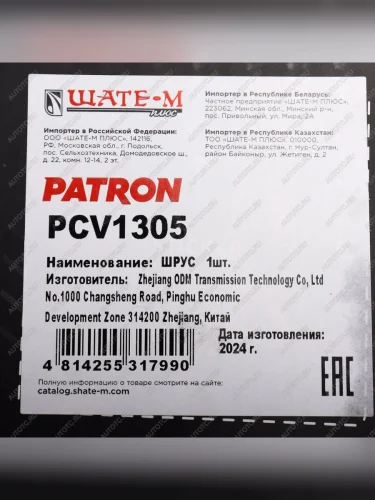 ШАТЕ-М
ПЛЮС
Импортер в Российской Федерации:
ООО «ШАТЕ-М ПЛЮС», 142116,
РФ, Московская обл., г. Подольск,
пос. Сельхозтехника, Домодедовское ш.,
д. 22, комн. 12-14, 2 эт.
Импортер в Республике Беларусь:
Частное предприятие «ШАТЕ-М ПЛЮС»,
223062, Минская обл., Минский р-н,
пос. Привольный, ул. Мира, 2А
Импортер в Республике Казахстан:
ТОО «ШАТЕ-М ПЛЮС», 010000,
Республика Казахстан, г. Нур-Султан,
район Байконыр, ул. Жетиген, д. 2
PATRON
PCV1305
Наименование: ШРУС 1шт.
Изготовитель: Zhejiang ODM Transmission Technology Co, Ltd
No.1000 Changsheng Road, Pinghu Economic
Development Zone 314200 Zhejiang, Китай
4 814255 317990
Дата изготовления:
2024 г.
EAC
Полную информацию о товаре смотрите на сайте
catalog.shate-m.com